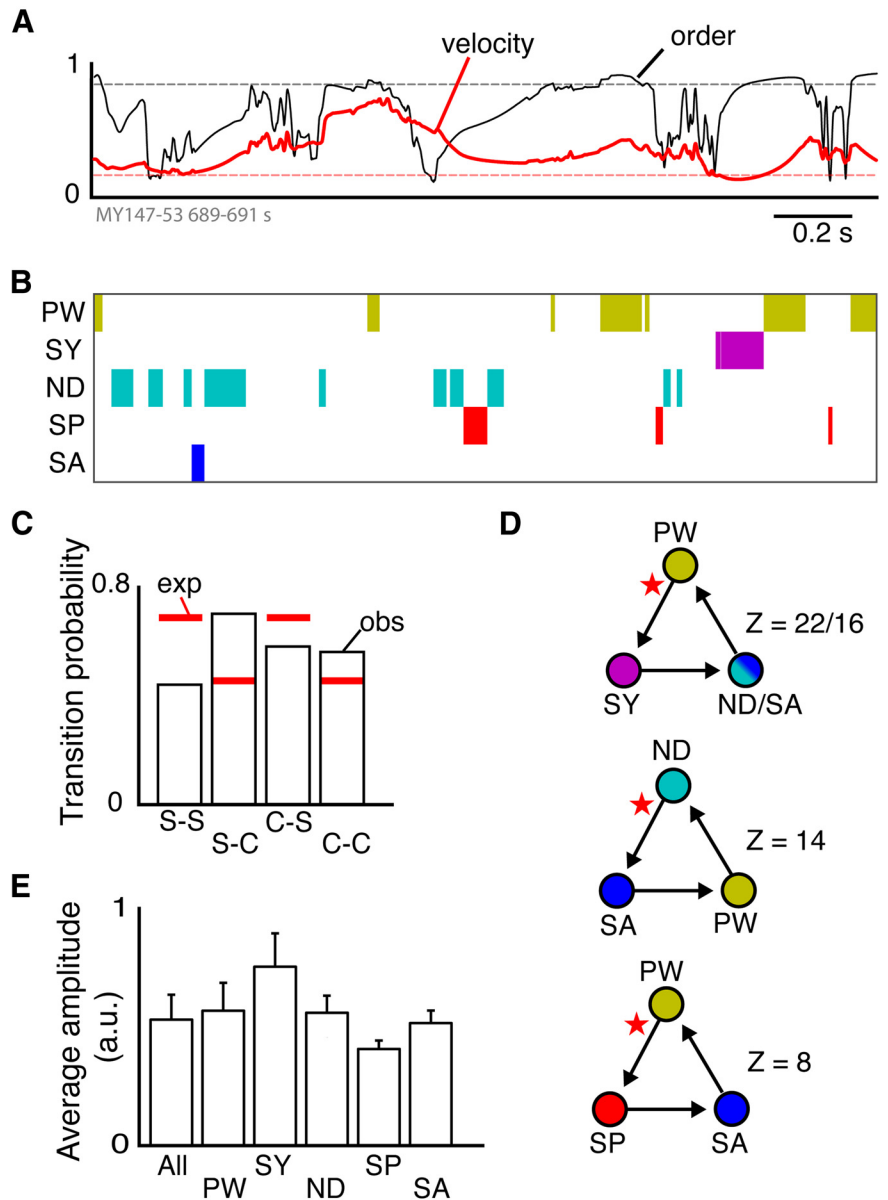 A
velocity
order
1
0
MY147-53 689-691 s
0.2 s
B
PW
SY
ND
SP
SA
C
Transition probability
0.8
0
exp
obs
S-S
S-C
C-S
C-C
D
PW
Z = 22/16
SY
ND/SA
ND
Z = 14
SA
PW
PW
Z = 8
SP
SA
E
Average amplitude
(a.u.)
1
0
All
PW
SY
ND
SP
SA